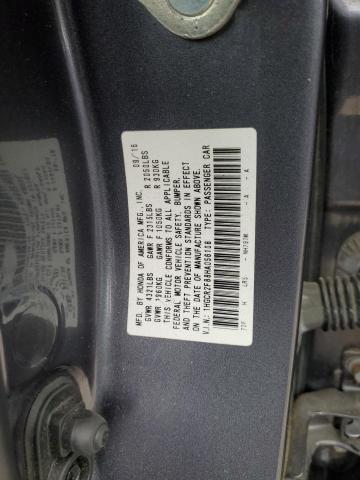 MFD. BY HONDA OF AMERICA MFG., INC. 09/16
GVWR 4321LBS GAWR F 2315LBS R 2050LBS
GVWR 1960KG GAWR F 1050KG R 930KG
THIS VEHICLE CONFORMS TO ALL APPLICABLE
FEDERAL MOTOR VEHICLE SAFETY, BUMPER,
AND THEFT PREVENTION STANDARDS IN EFFECT
ON THE DATE OF MANUFACTURE SHOWN ABOVE.
V.I.N.: 1HGCR2F68HA056138 TYPE: PASSENGER CAR